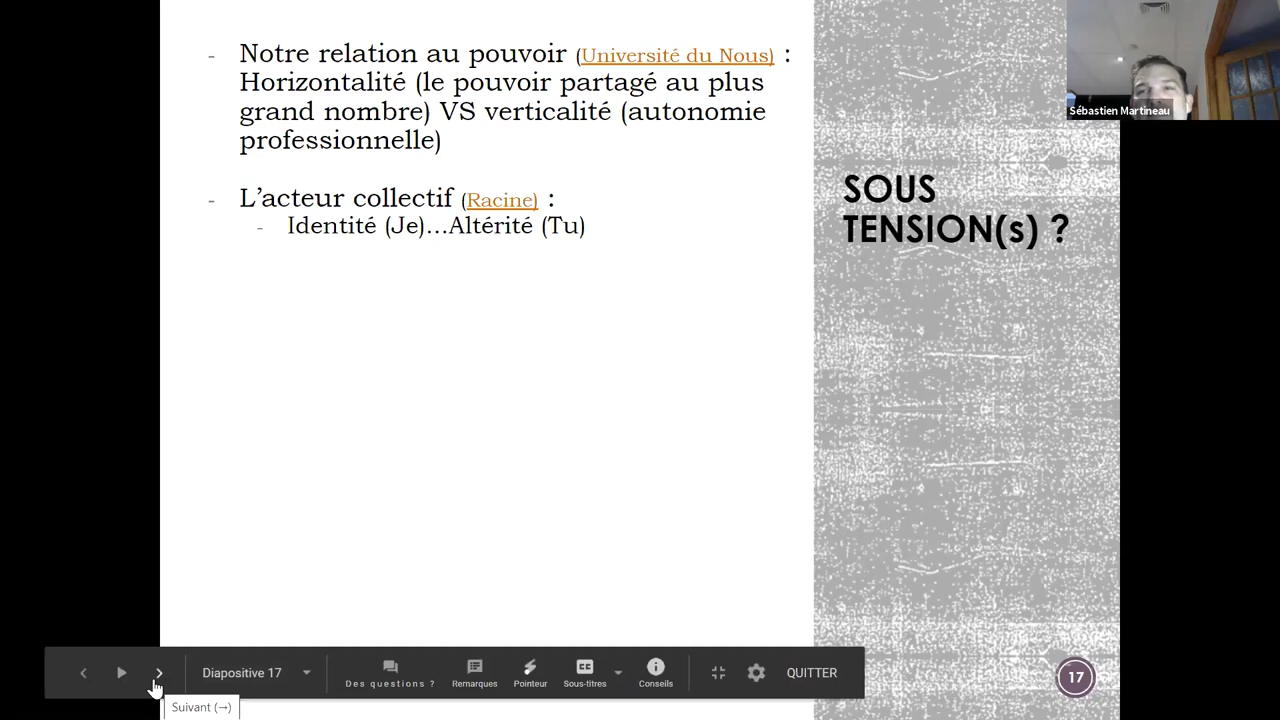 - Notre relation au pouvoir (Université du Nous) :
Horizontalité (le pouvoir partagé au plus
grand nombre) VS verticalité (autonomie
professionnelle)
- L’acteur collectif (Racine) :
- Identité (Je)…Altérité (Tu)
SOUS
TENSION(s) ?
Sébastien Martineau
17
Diapositive 17
Des questions ?
Remarques
Pointeur
Sous-titres
Conseils
QUITTER
Suivant (→)